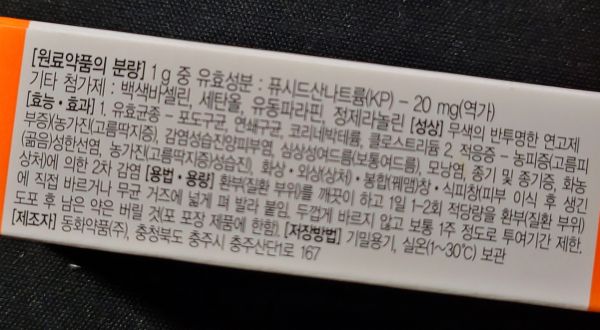 [원료약품의 분량] 1 g 중 유효성분 : 퓨시드산나트륨(KP) – 20 mg(역가)
기타 첨가제 : 백색바셀린, 세탄올, 유동파라핀, 정제라놀린 [성상] 무색의 반투명한 연고제
[효능·효과] 1. 유효균종 – 포도구균, 연쇄구균, 코리네박테륨, 클로스트리듐 2. 적응증 – 농피증(고름피
부증)(농가진(고름딱지증), 감염성습진양피부염, 심상성여드름(보통여드름), 모낭염, 종기 및 종기증, 화농
(곪음)성한선염, 농가진(고름딱지증)성습진), 화상·외상(상처)·봉합(꿰맴)창·식피창(피부 이식 후 생긴
상처)에 의한 2차 감염 [용법·용량] 환부(질환 부위)를 깨끗이 하고 1일 1~2회 적당량을 환부(질환 부위)
에 직접 바르거나 무균 거즈에 넓게 펴 발라 붙임. 두껍게 바르지 않고 보통 1주 정도로 투여기간 제한.
도포 후 남은 약은 버릴 것(포 포장 제품에 한함). [저장방법] 기밀용기, 실온(1~30℃) 보관
[제조자] 동화약품(주), 충청북도 충주시 충주산단1로 167